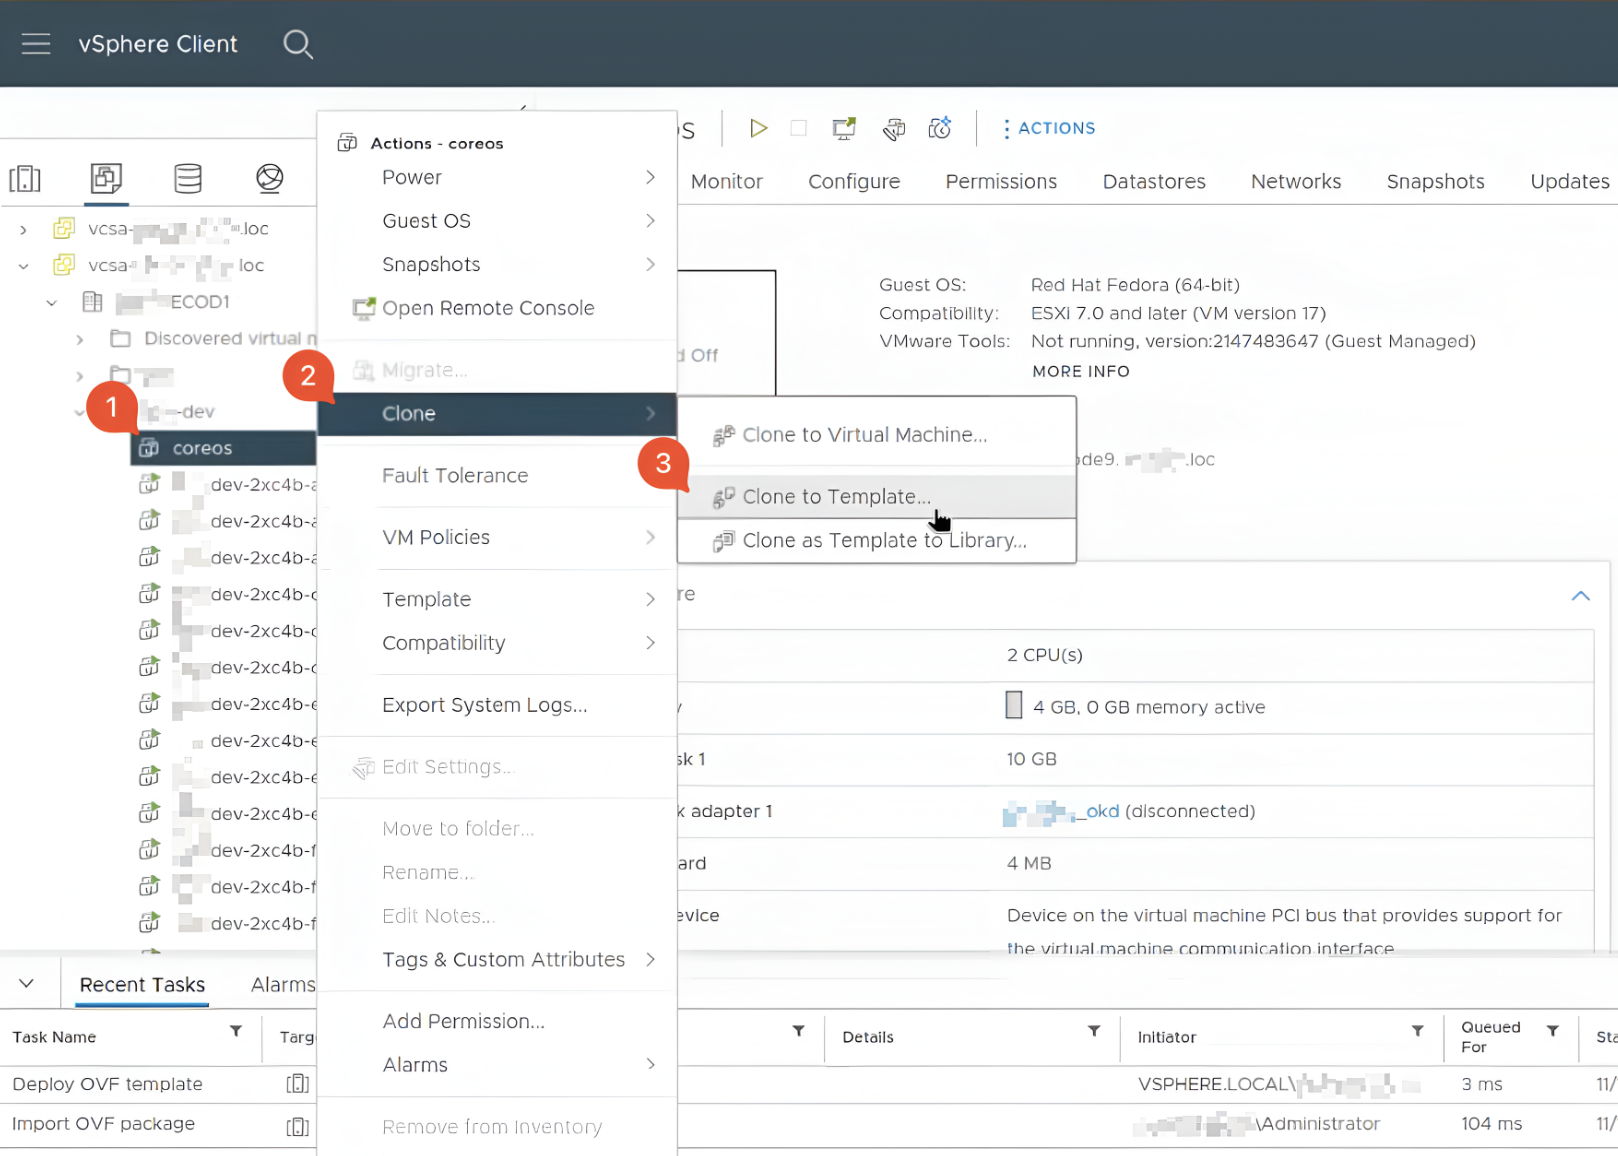 vSphere Client
Actions - coreos
ACTIONS
Power
Monitor
Configure
Permissions
Datastores
Networks
Snapshots
Updates
Guest OS
Snapshots
Open Remote Console
Migrate...
2
Clone
Fault Tolerance
VM Policies
Template
Compatibility
Export System Logs...
Edit Settings...
Move to folder...
Rename...
Edit Notes...
Tags & Custom Attributes
Add Permission...
Alarms
Remove from Inventory
vcsa- .loc
vcsa- loc
ECOD1
Discovered virtual
1
-dev
coreos
dev-2xc4b-a
dev-2xc4b-a
dev-2xc4b-a
dev-2xc4b-c
dev-2xc4b-c
dev-2xc4b-c
dev-2xc4b-e
dev-2xc4b-e
dev-2xc4b-e
dev-2xc4b-e
dev-2xc4b-f
dev-2xc4b-f
dev-2xc4b-f
Guest OS: Red Hat Fedora (64-bit)
Compatibility: ESXi 7.0 and later (VM version 17)
VMware Tools: Not running, version:2147483647 (Guest Managed)
MORE INFO
d Off
Clone to Virtual Machine...
3
Clone to Template...
Clone as Template to Library...
de9. .loc
re
2 CPU(s)
4 GB, 0 GB memory active
sk 1 10 GB
k adapter 1 _okd (disconnected)
ard 4 MB
evice Device on the virtual machine PCI bus that provides support for
the virtual machine communication interface
Recent Tasks Alarms
Task Name Targ Details Initiator Queued For Sta
Deploy OVF template VSPHERE.LOCAL\ 3 ms 11/
Import OVF package \Administrator 104 ms 11/